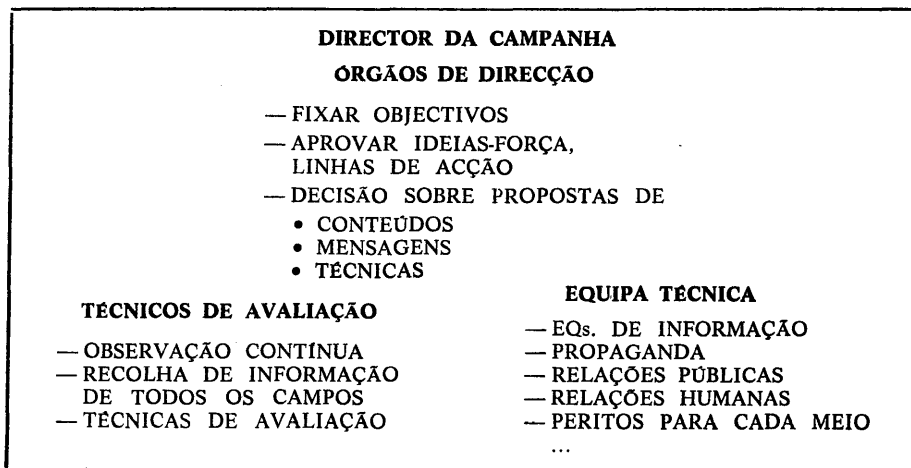 DIRECTOR DA CAMPANHA
ÓRGÃOS DE DIRECÇÃO
— FIXAR OBJECTIVOS
— APROVAR IDEIAS-FORÇA,
LINHAS DE ACÇÃO
— DECISÃO SOBRE PROPOSTAS DE
• CONTEÚDOS
• MENSAGENS
• TÉCNICAS
TÉCNICOS DE AVALIAÇÃO
— OBSERVAÇÃO CONTÍNUA
— RECOLHA DE INFORMAÇÃO
DE TODOS OS CAMPOS
— TÉCNICAS DE AVALIAÇÃO
EQUIPA TÉCNICA
— EQs. DE INFORMAÇÃO
— PROPAGANDA
— RELAÇÕES PÚBLICAS
— RELAÇÕES HUMANAS
— PERITOS PARA CADA MEIO
...